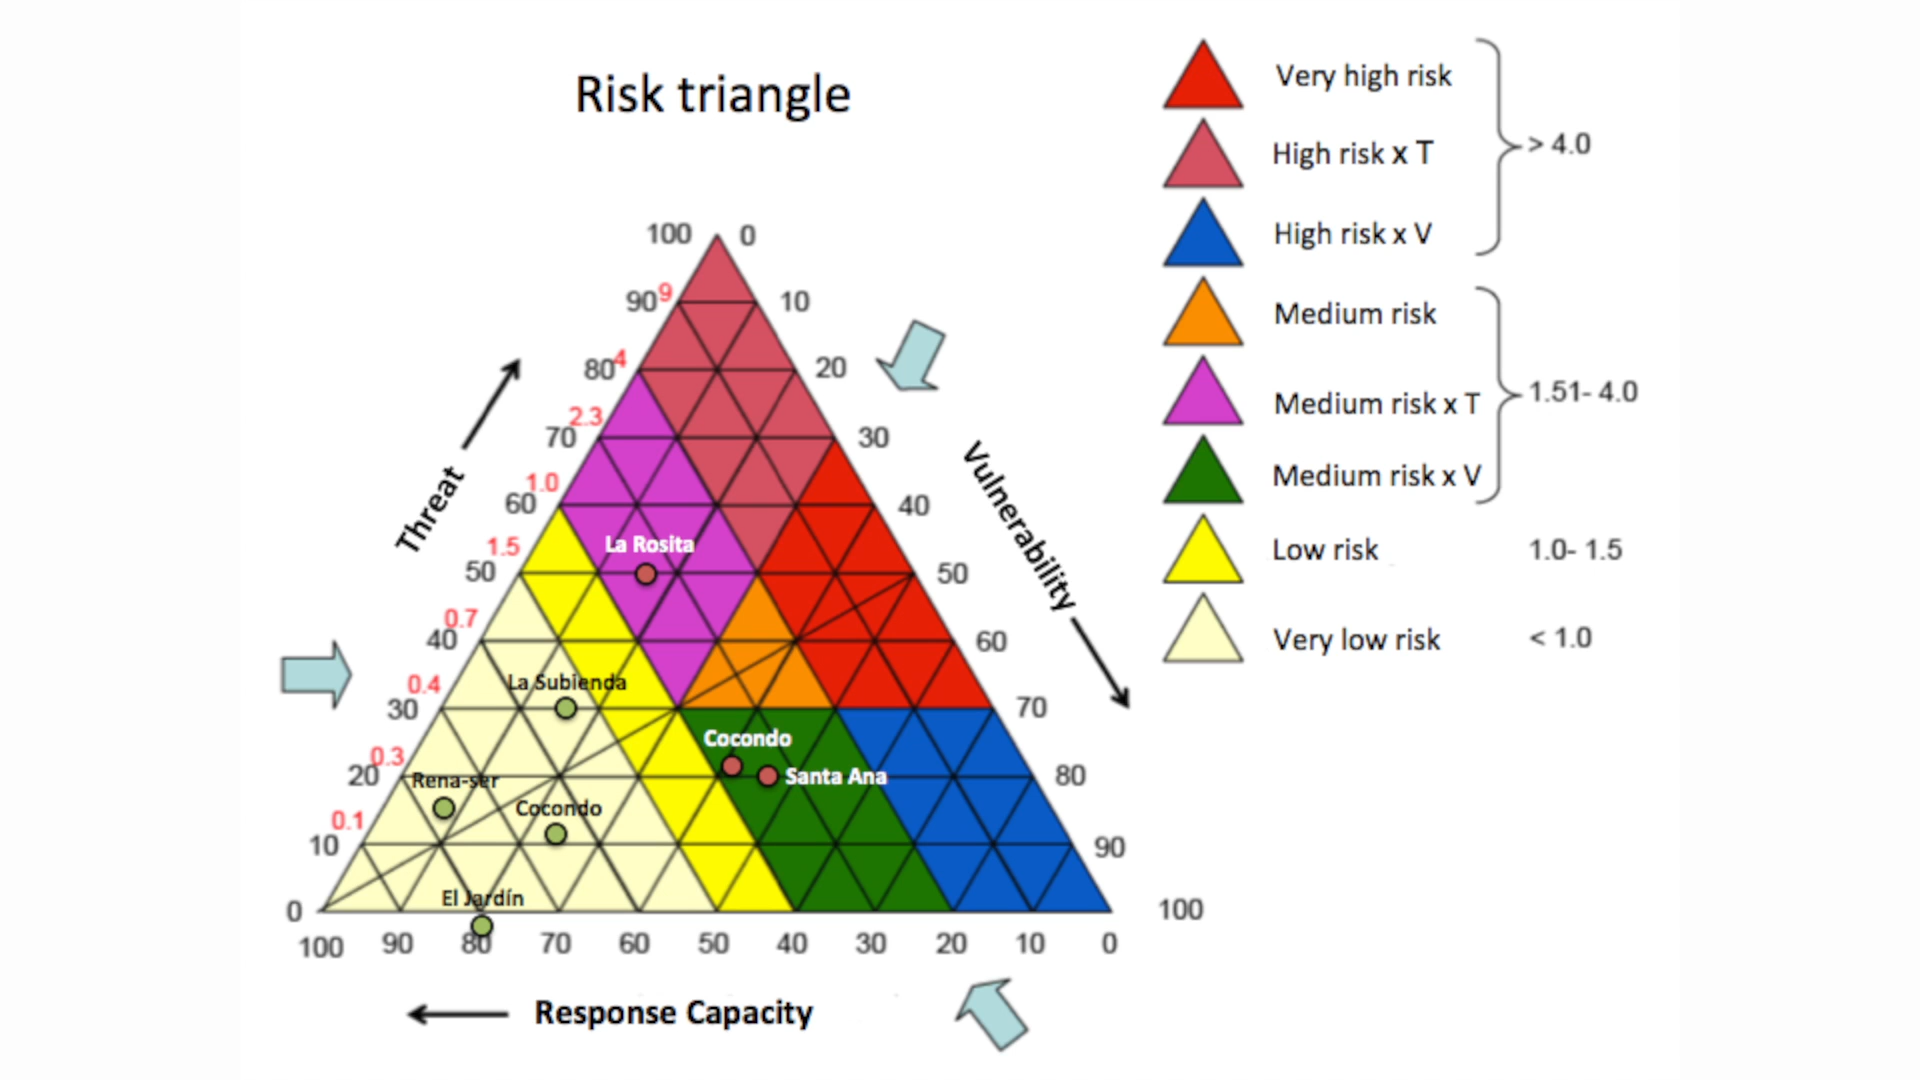 Risk triangle
Very high risk
High risk x T
> 4.0
High risk x V
Medium risk
Medium risk x T
1.51- 4.0
Medium risk x V
Low risk
1.0- 1.5
Very low risk
< 1.0
100
0
90
9
10
80
4
20
70
2.3
30
60
1.0
40
50
1.5
50
40
0.7
60
30
0.4
70
20
0.3
80
10
0.1
90
0
100
Threat
Vulnerability
La Rosita
La Subienda
Cocondo
Santa Ana
Rena-ser
Cocondo
El Jardín
100 90 80 70 60 50 40 30 20 10 0
Response Capacity